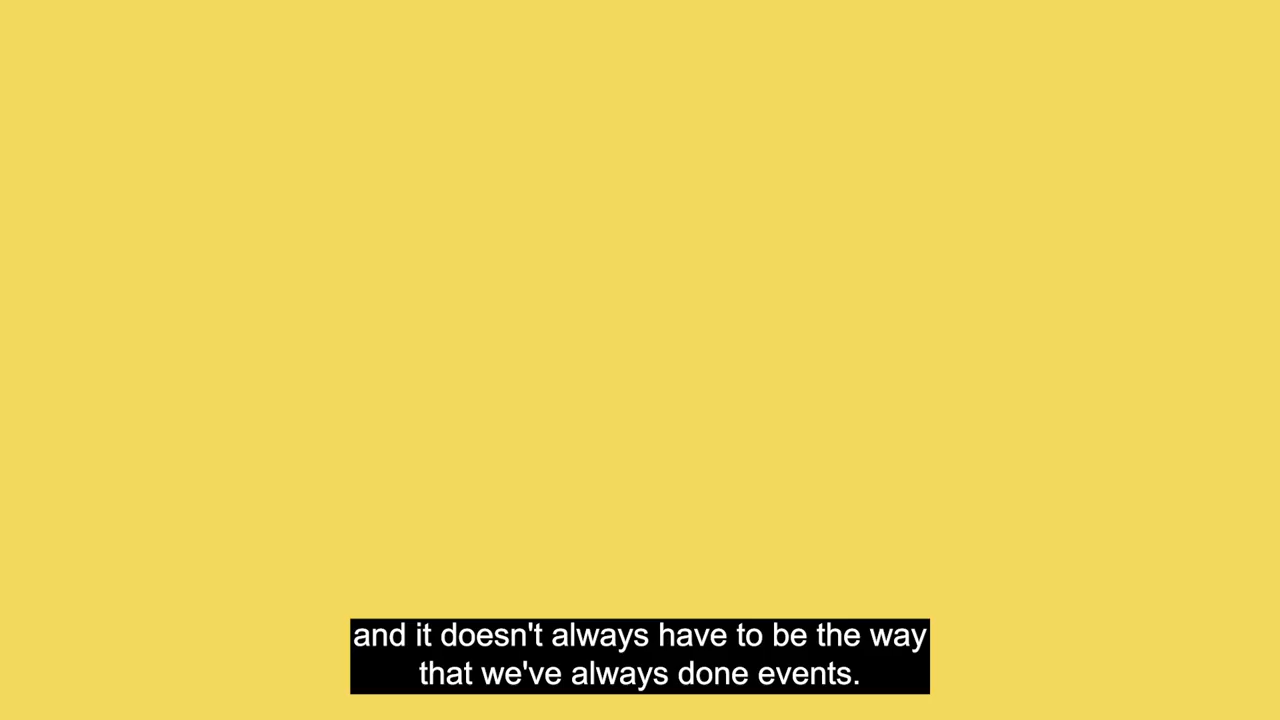 and it doesn't always have to be the way
that we've always done events.